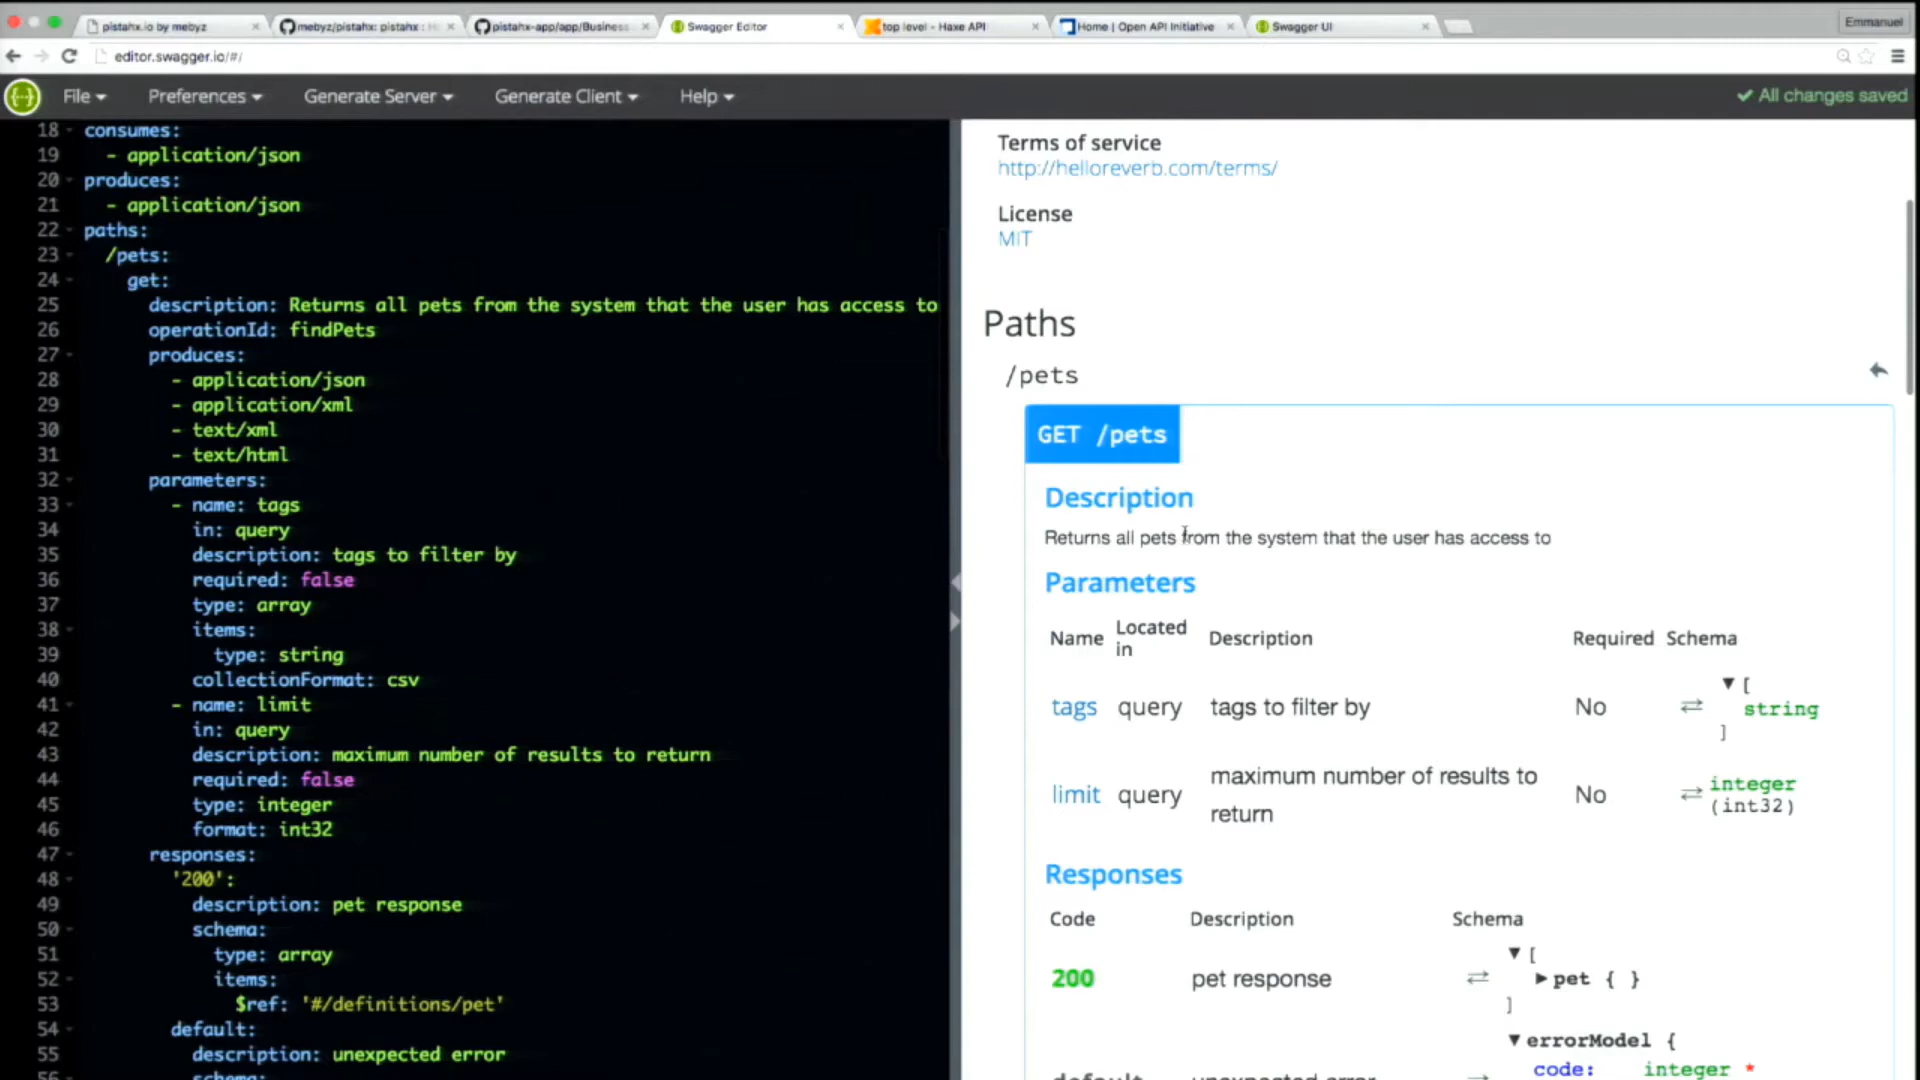 pistahx.io by mebyz
mebyz/pistahx: pistahx : H
pistahx-app/app/Business
Swagger Editor
top level - Haxe API
Home | Open API Initiative
Swagger UI
Emmanuel
editor.swagger.io/#/
File
Preferences
Generate Server
Generate Client
Help
All changes saved
18 consumes:
19 - application/json
20 produces:
21 - application/json
22 paths:
23 /pets:
24 get:
25 description: Returns all pets from the system that the user has access to
26 operationId: findPets
27 produces:
28 - application/json
29 - application/xml
30 - text/xml
31 - text/html
32 parameters:
33 - name: tags
34 in: query
35 description: tags to filter by
36 required: false
37 type: array
38 items:
39 type: string
40 collectionFormat: csv
41 - name: limit
42 in: query
43 description: maximum number of results to return
44 required: false
45 type: integer
46 format: int32
47 responses:
48 '200':
49 description: pet response
50 schema:
51 type: array
52 items:
53 $ref: '#/definitions/pet'
54 default:
55 description: unexpected error
56 schema:
Terms of service
http://helloreverb.com/terms/
License
MIT
Paths
/pets
GET /pets
Description
Returns all pets from the system that the user has access to
Parameters
Name Located in Description Required Schema
tags query tags to filter by No [ string ]
limit query maximum number of results to return No integer (int32)
Responses
Code Description Schema
200 pet response [ pet { } ]
default unexpected error errorModel {
code: integer *